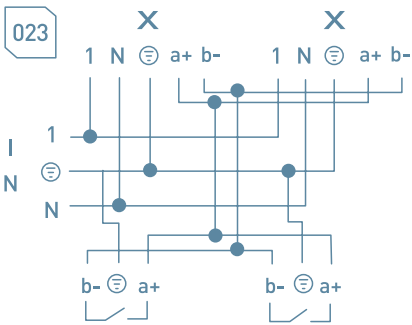 023
X X
1 N a+ b- 1 N a+ b-
1
I
N
N
b- a+ b- a+